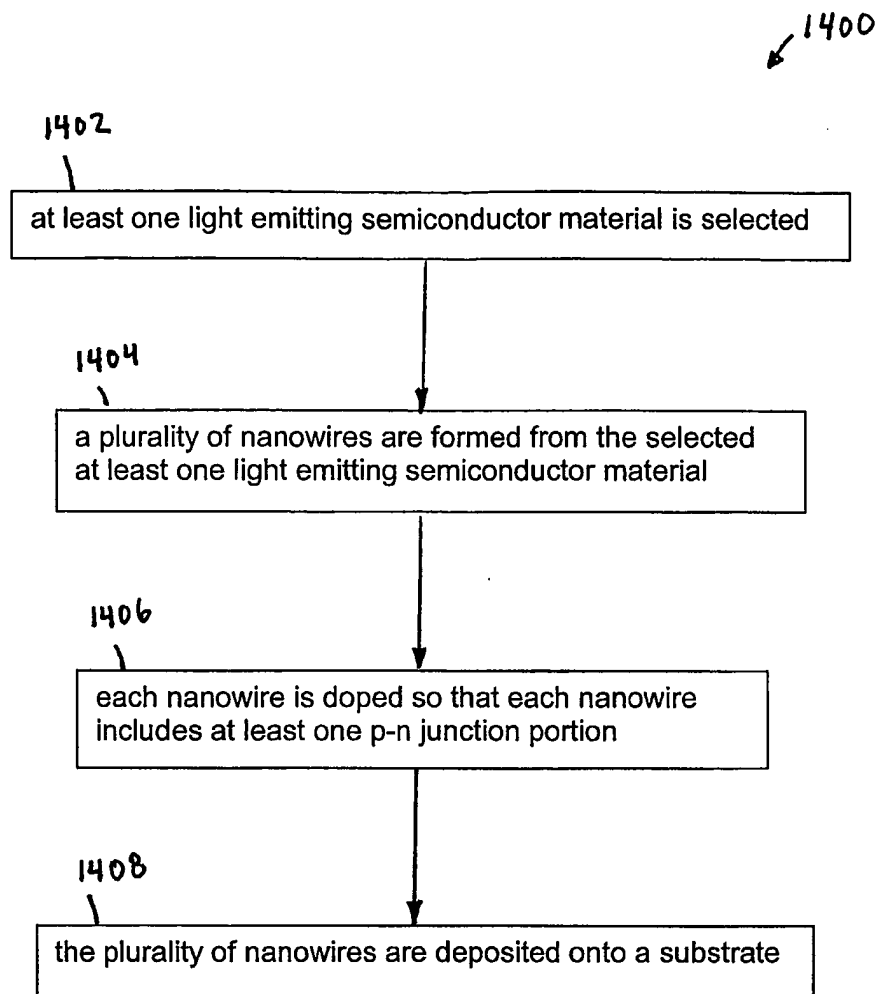 1400
1402
at least one light emitting semiconductor material is selected
1404
a plurality of nanowires are formed from the selected
at least one light emitting semiconductor material
1406
each nanowire is doped so that each nanowire
includes at least one p-n junction portion
1408
the plurality of nanowires are deposited onto a substrate